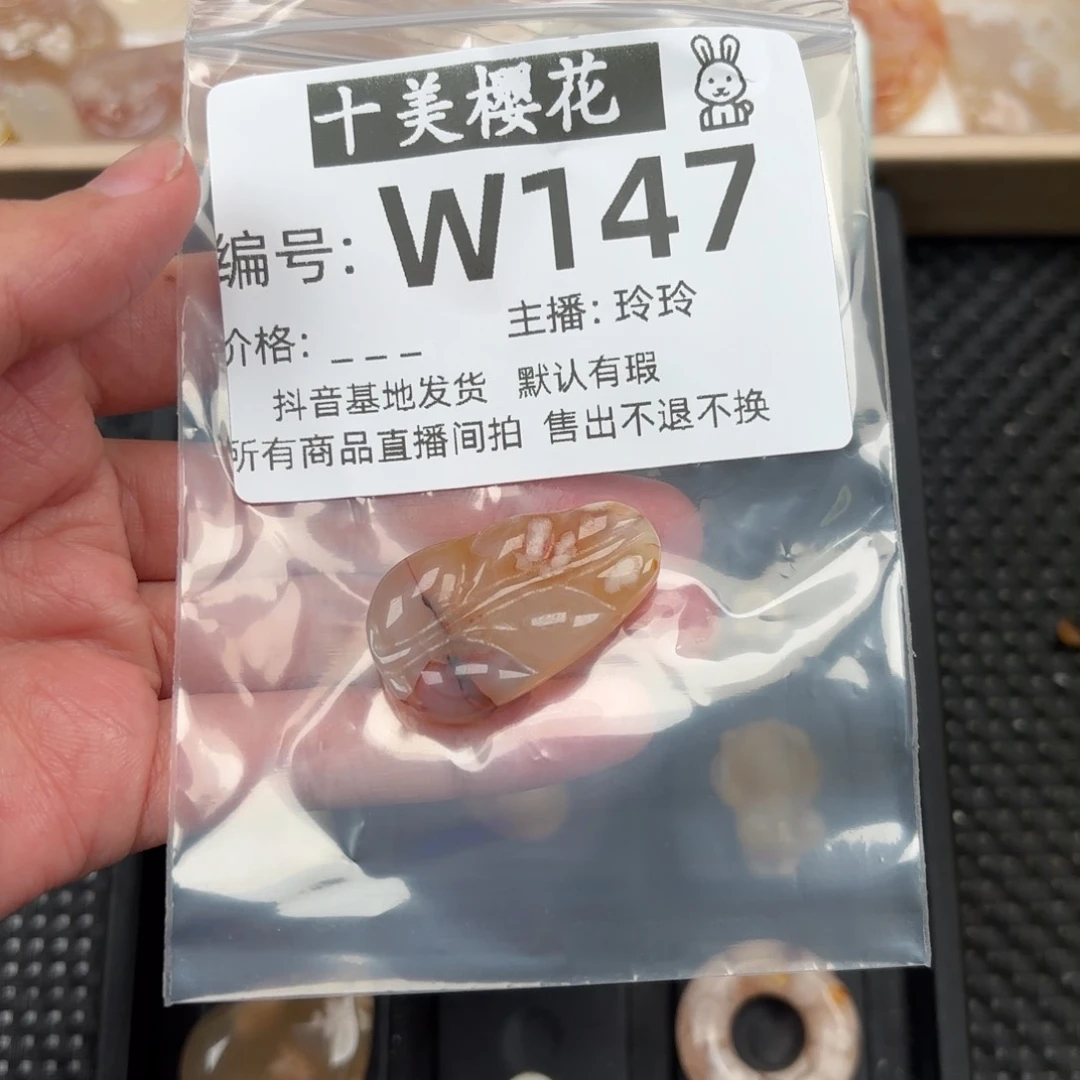 十美樱花
编号：W147
价格：_ _ _ 主播：玲玲
抖音基地发货 默认有瑕
所有商品直播间拍 售出不退不换